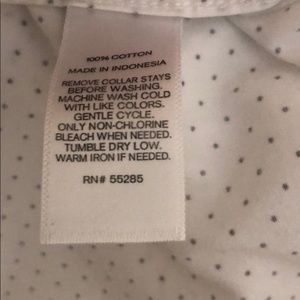 100% COTTON
MADE IN INDONESIA
REMOVE COLLAR STAYS
BEFORE WASHING.
MACHINE WASH COLD
WITH LIKE COLORS.
GENTLE CYCLE.
ONLY NON-CHLORINE
BLEACH WHEN NEEDED.
TUMBLE DRY LOW.
WARM IRON IF NEEDED.
RN# 55285